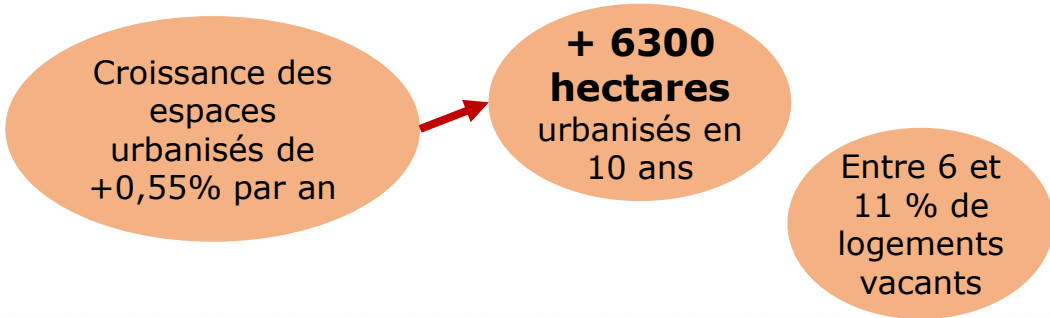 Croissance des
espaces
urbanisés de
+0,55% par an
+ 6300
hectares
urbanisés en
10 ans
Entre 6 et
11 % de
logements
vacants